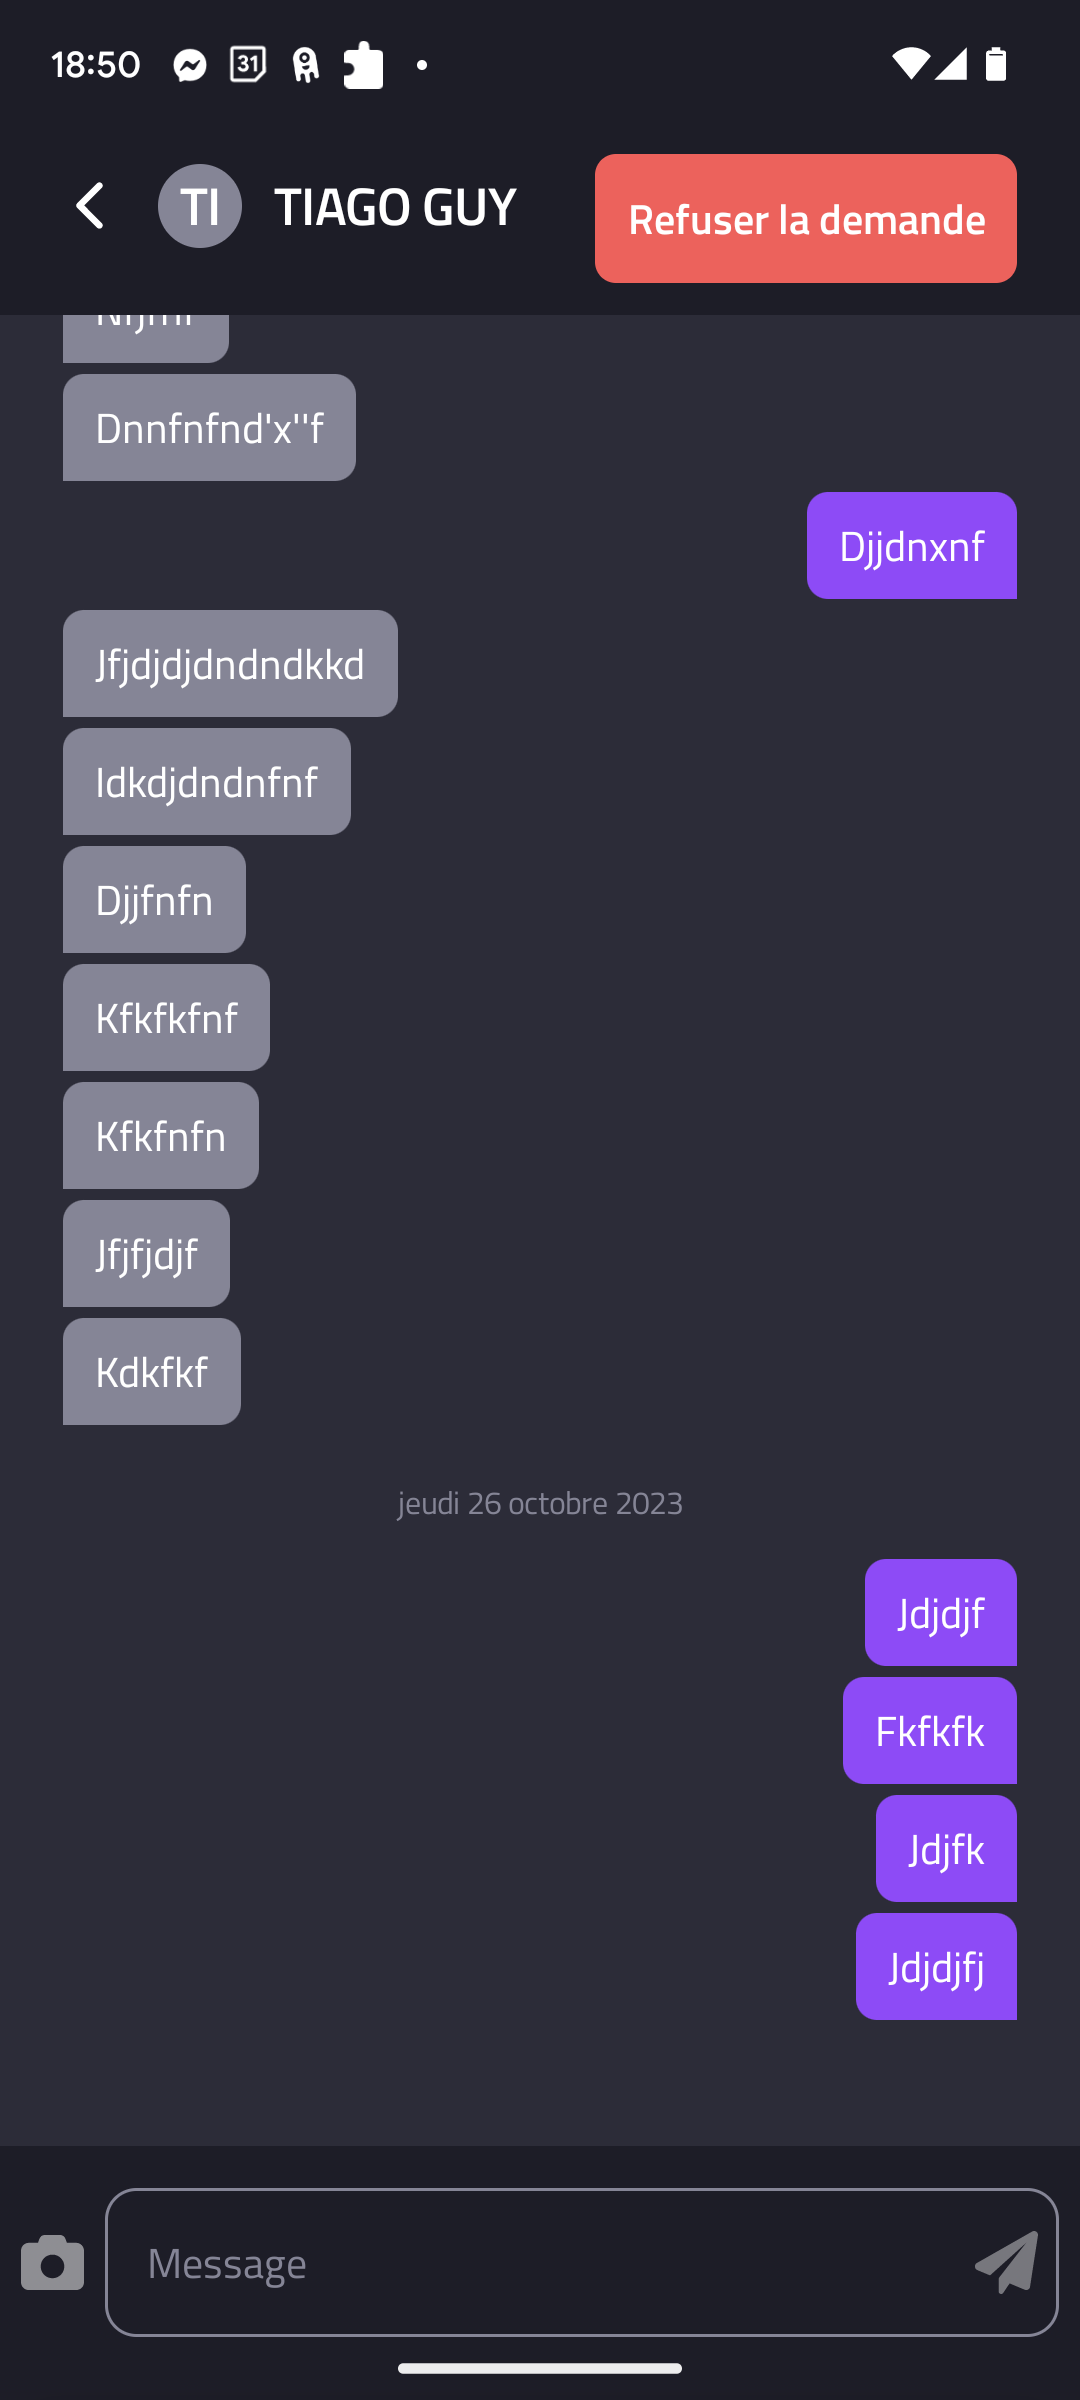 18:50
31
TI
TIAGO GUY
Refuser la demande
Dnnfnfnd'x''f
Djjdnxnf
Jfjdjdjdndndkkd
Idkdjdndnfnf
Djjfnfn
Kfkfkfnf
Kfkfnfn
Jfjfjdjf
Kdkfkf
jeudi 26 octobre 2023
Jdjdjf
Fkfkfk
Jdjfk
Jdjdjfj
Message